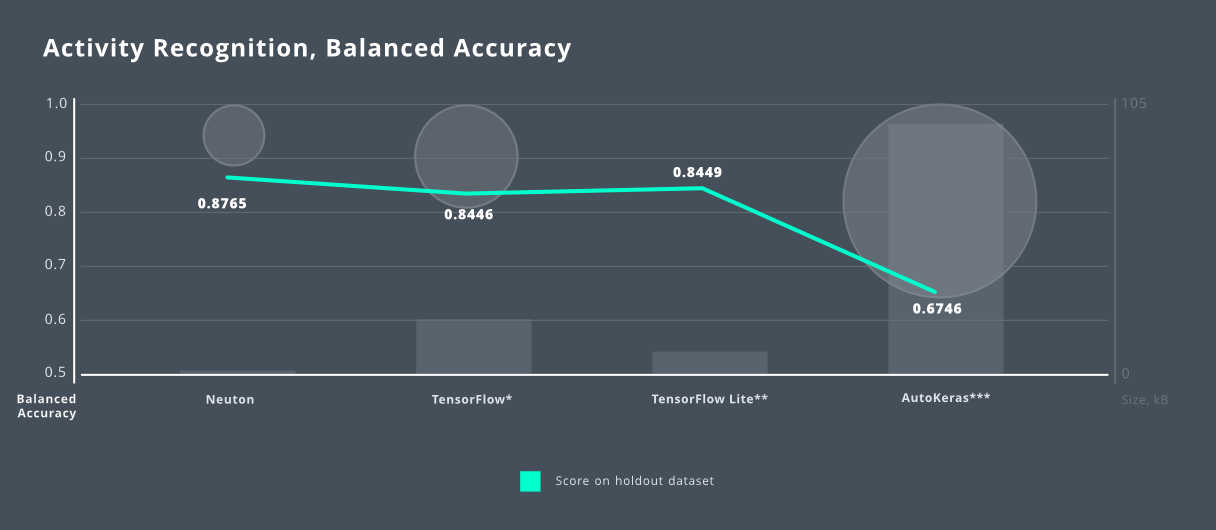 Activity Recognition, Balanced Accuracy
1.0
105
0.9
0.8449
0.8765
0.8
0.8446
0.7
0.6746
0.6
0.5
0
Balanced
Accuracy
Neuton
TensorFlow*
TensorFlow Lite**
AutoKeras***
Size, kB
Score on holdout dataset